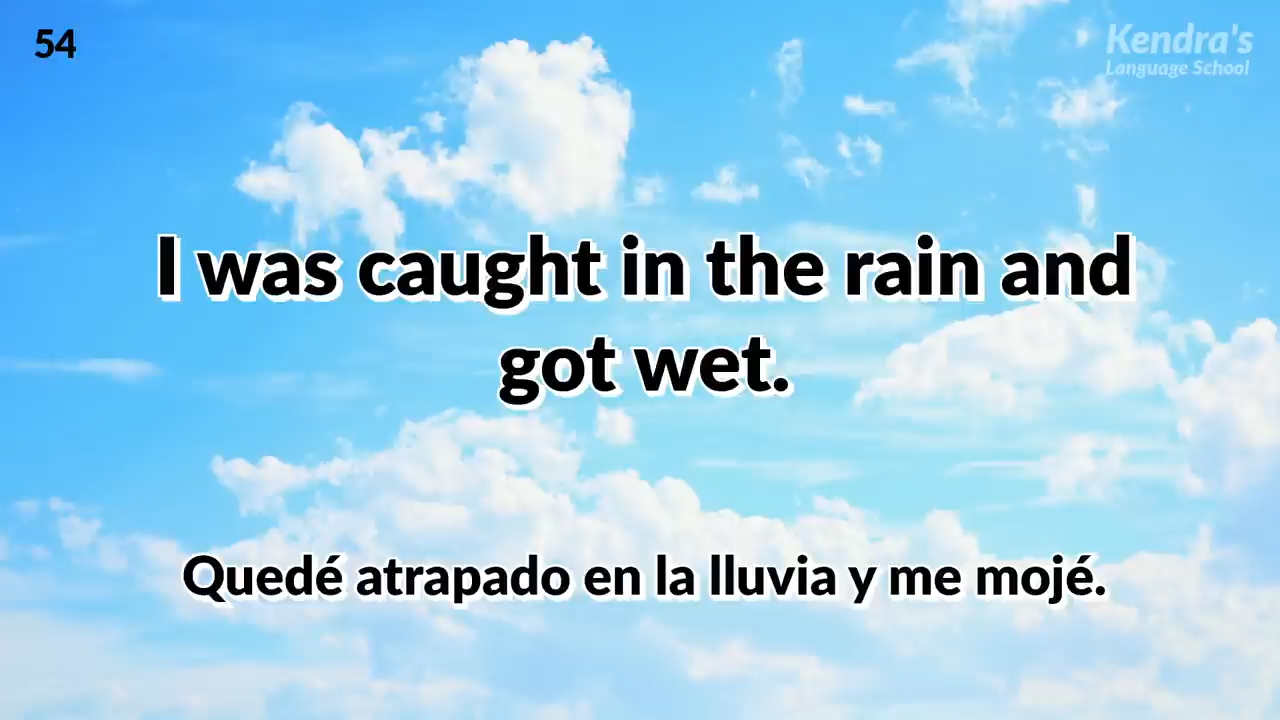 54
Kendra's
Language School
I was caught in the rain and
got wet.
Quedé atrapado en la lluvia y me mojé.